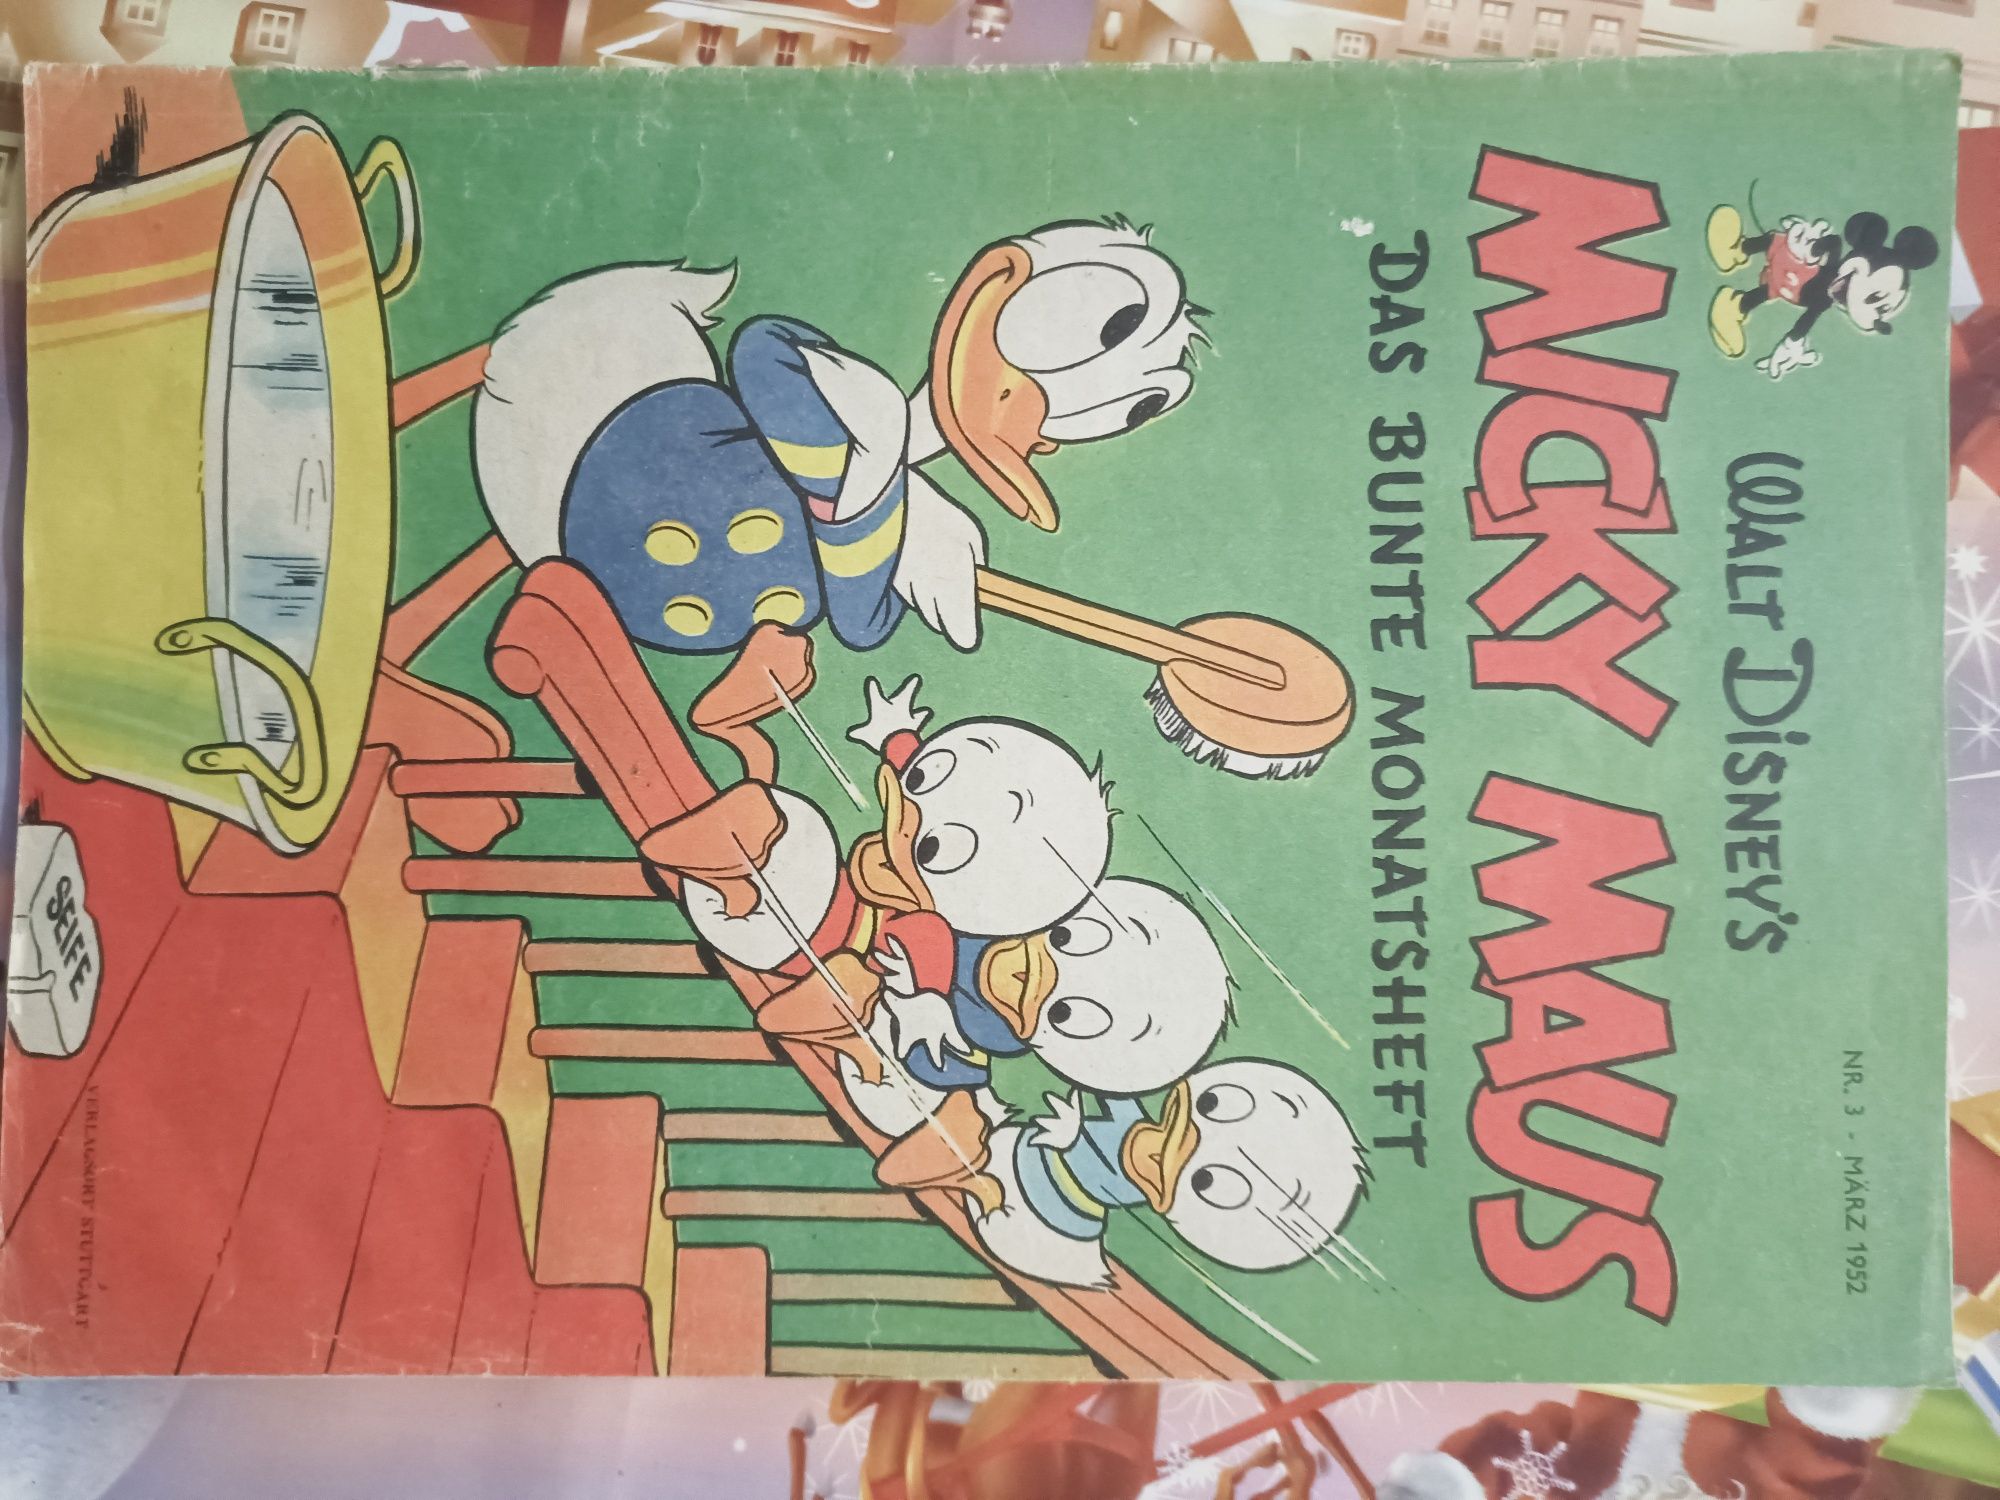 NR. 3 - MÄRZ 1952
WALT DISNEY'S
MICKY MAUS
DAS BUNTE MONATSHEFT
SEIFE
VERLAGSORT STUTTGART